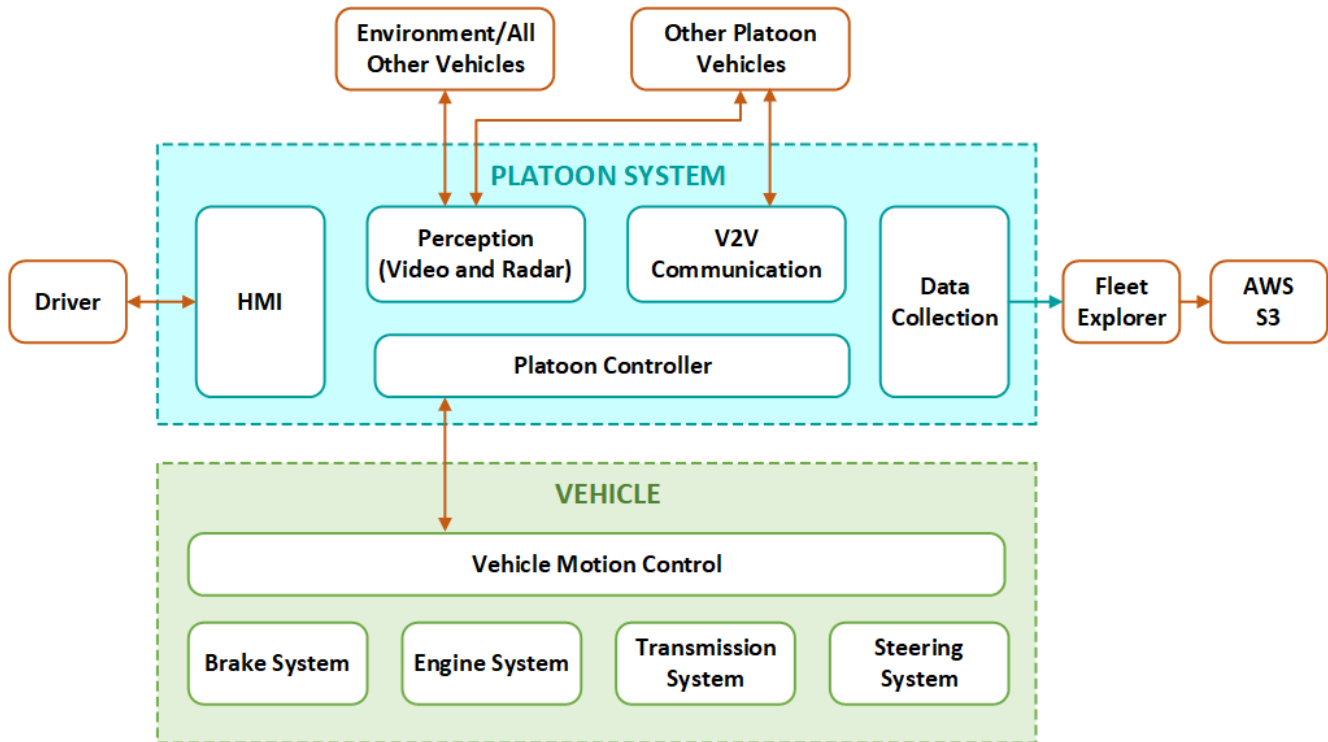 Environment/All
Other Vehicles
Other Platoon
Vehicles
PLATOON SYSTEM
Driver
HMI
Perception
(Video and Radar)
V2V
Communication
Data
Collection
Fleet
Explorer
AWS
S3
Platoon Controller
VEHICLE
Vehicle Motion Control
Brake System
Engine System
Transmission
System
Steering
System